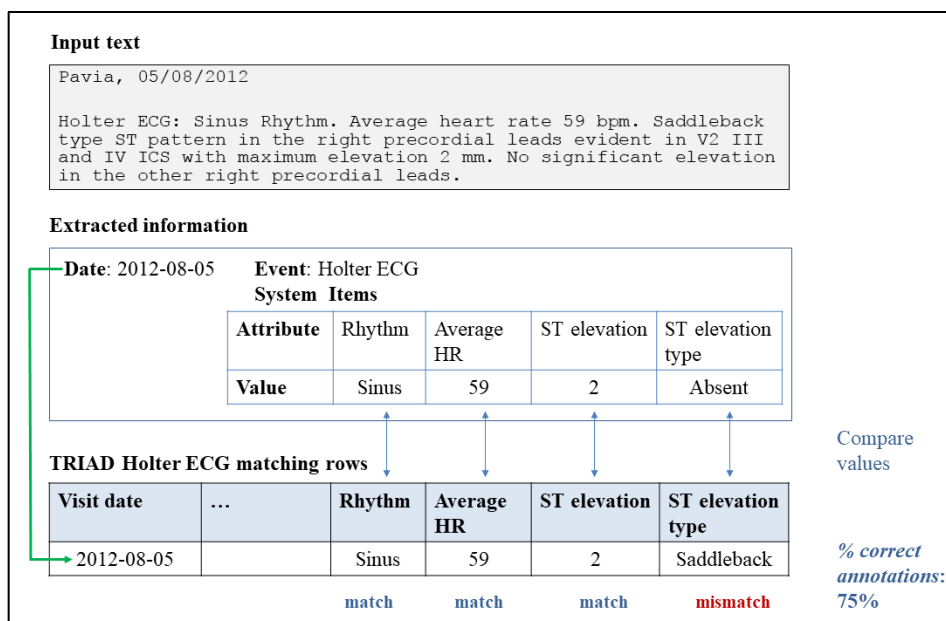 Input text
Pavia, 05/08/2012
Holter ECG: Sinus Rhythm. Average heart rate 59 bpm. Saddleback
type ST pattern in the right precordial leads evident in V2 III
and IV ICS with maximum elevation 2 mm. No significant elevation
in the other right precordial leads.
Extracted information
Date: 2012-08-05 Event: Holter ECG
System Items
Attribute Rhythm Average HR ST elevation ST elevation type
Value Sinus 59 2 Absent
Compare values
TRIAD Holter ECG matching rows
Visit date ... Rhythm Average HR ST elevation ST elevation type
2012-08-05 Sinus 59 2 Saddleback
match match match mismatch
% correct annotations: 75%